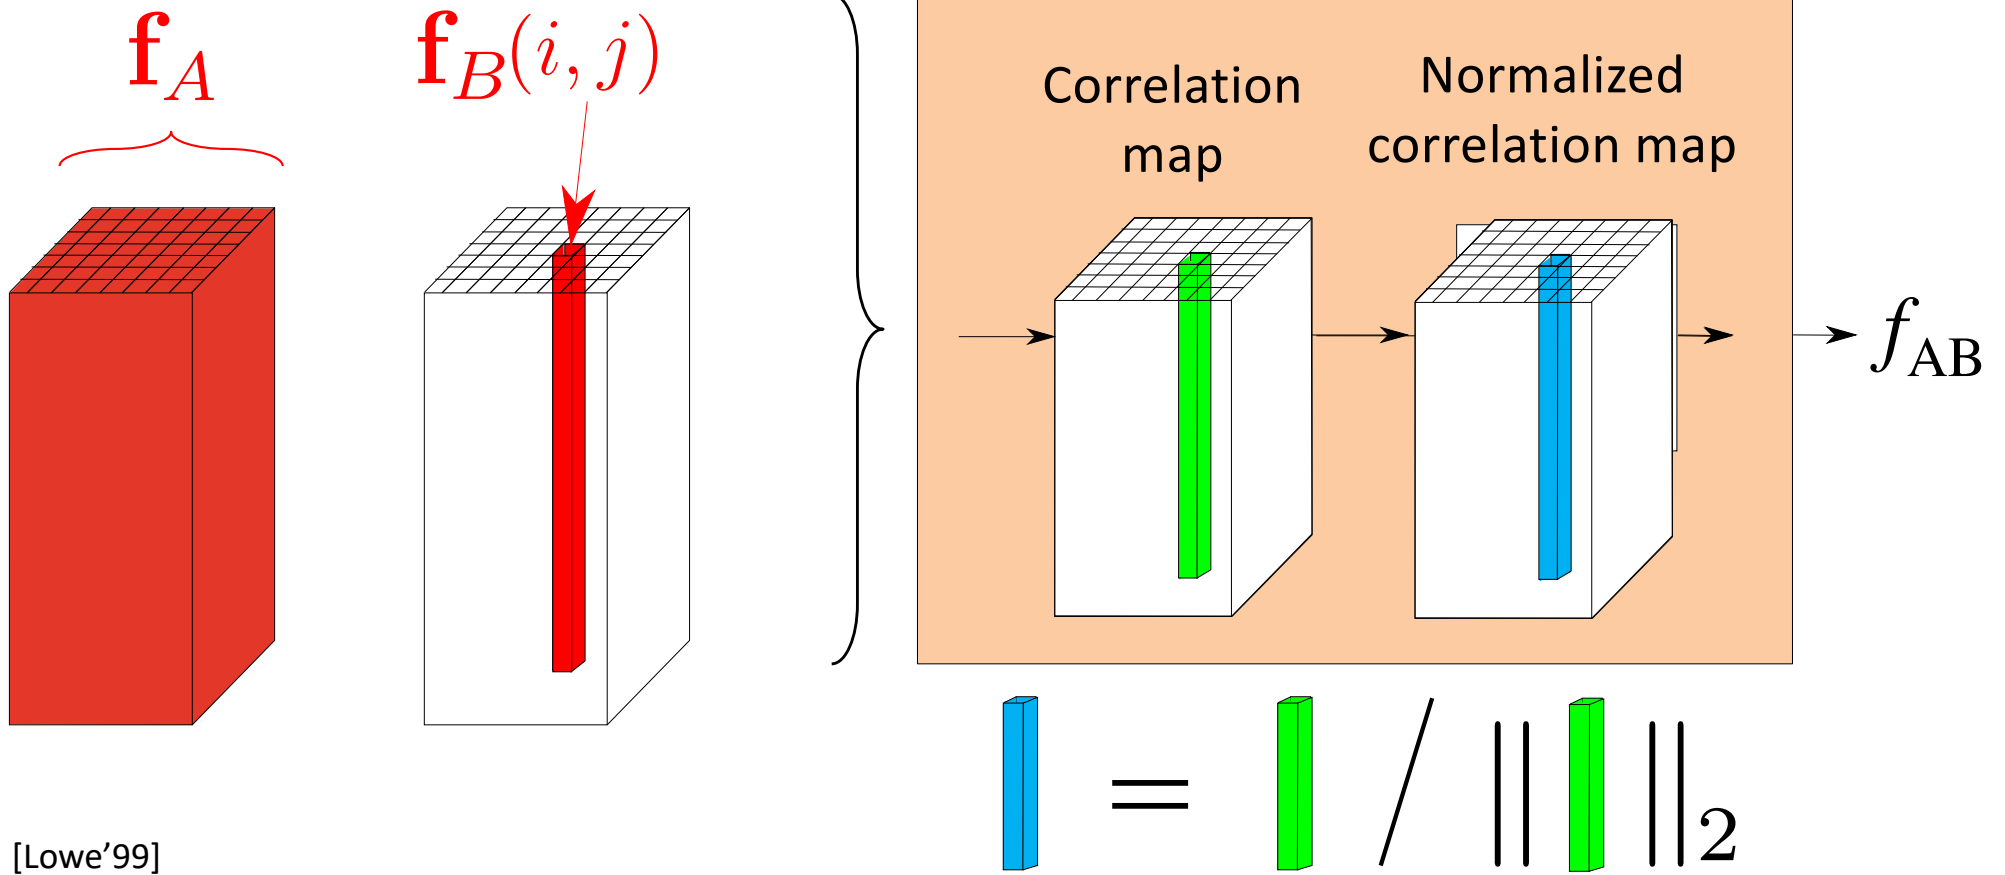 f_A
f_B(i, j)
Correlation
map
Normalized
correlation map
f_AB
= / || ||_2
[Lowe’99]